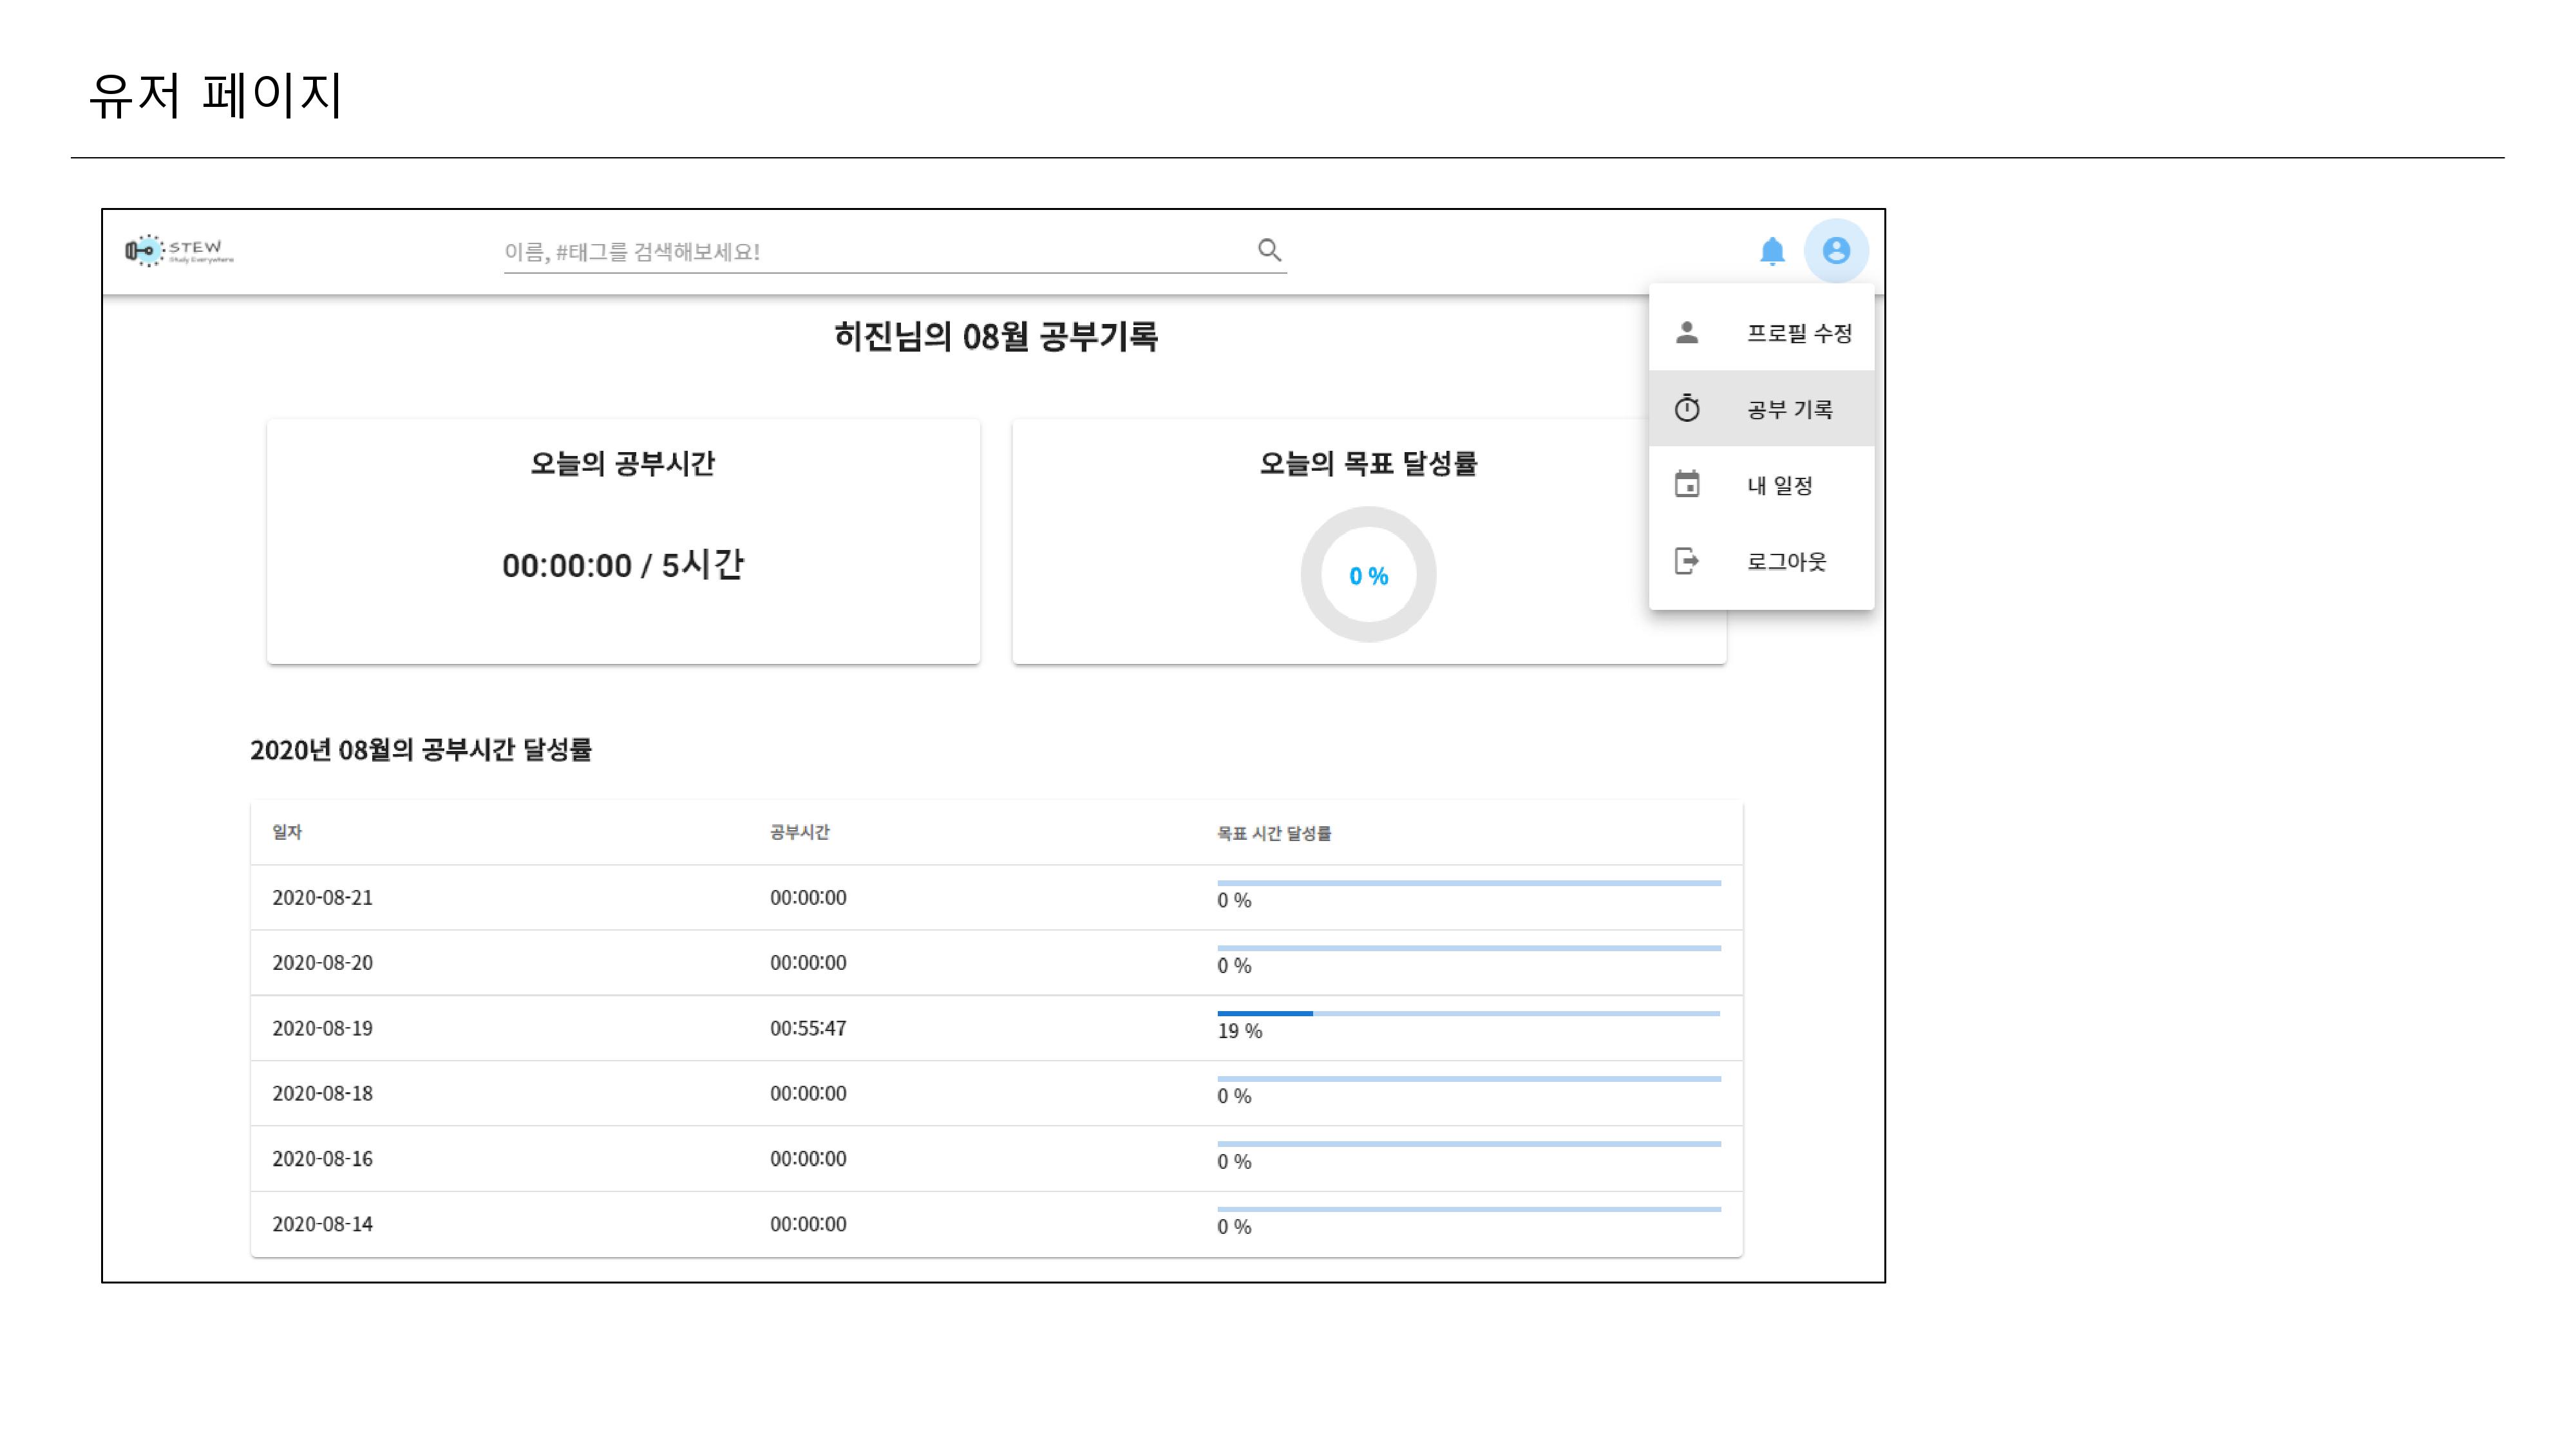 유저 페이지
STEW
Study Everywhere
이름, #태그를 검색해보세요!
히진님의 08월 공부기록
프로필 수정
공부 기록
내 일정
로그아웃
오늘의 공부시간
00:00:00 / 5시간
오늘의 목표 달성률
0 %
2020년 08월의 공부시간 달성률
일자 공부시간 목표 시간 달성률
2020-08-21 00:00:00 0 %
2020-08-20 00:00:00 0 %
2020-08-19 00:55:47 19 %
2020-08-18 00:00:00 0 %
2020-08-16 00:00:00 0 %
2020-08-14 00:00:00 0 %